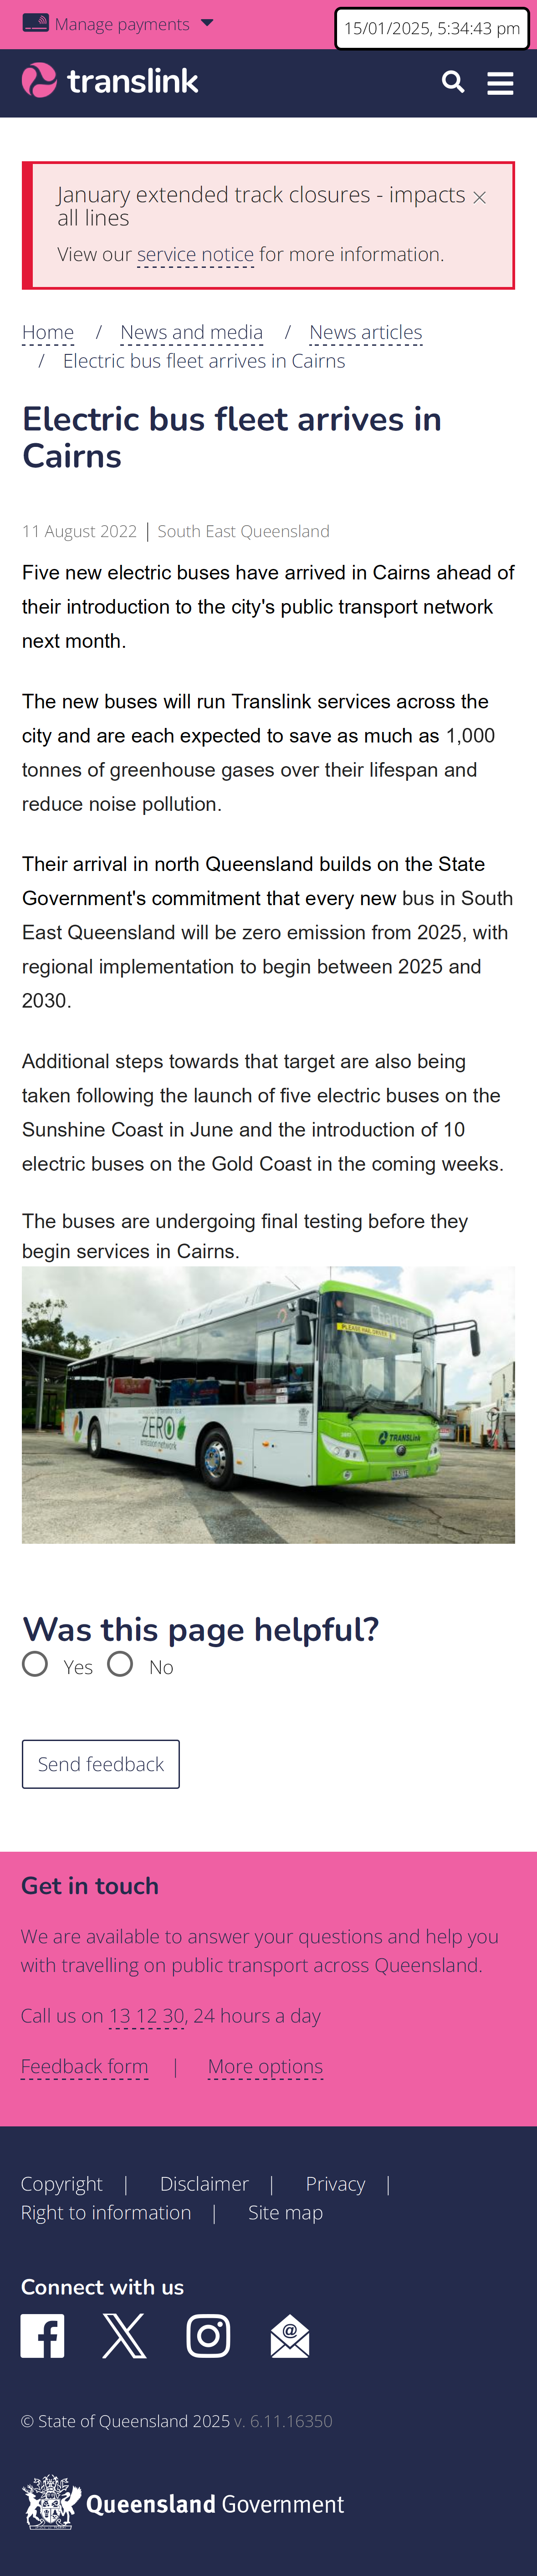 Manage payments
15/01/2025, 5:34:43 pm
translink
January extended track closures - impacts
all lines
View our service notice for more information.
Home / News and media / News articles
/ Electric bus fleet arrives in Cairns
Electric bus fleet arrives in
Cairns
11 August 2022 | South East Queensland
Five new electric buses have arrived in Cairns ahead of
their introduction to the city's public transport network
next month.
The new buses will run Translink services across the
city and are each expected to save as much as 1,000
tonnes of greenhouse gases over their lifespan and
reduce noise pollution.
Their arrival in north Queensland builds on the State
Government's commitment that every new bus in South
East Queensland will be zero emission from 2025, with
regional implementation to begin between 2025 and
2030.
Additional steps towards that target are also being
taken following the launch of five electric buses on the
Sunshine Coast in June and the introduction of 10
electric buses on the Gold Coast in the coming weeks.
The buses are undergoing final testing before they
begin services in Cairns.
Charter
PLEASE HAIL DRIVER
ZERO
emission network
TRANSLink
Was this page helpful?
Yes No
Send feedback
Get in touch
We are available to answer your questions and help you
with travelling on public transport across Queensland.
Call us on 13 12 30, 24 hours a day
Feedback form | More options
Copyright | Disclaimer | Privacy |
Right to information | Site map
Connect with us
© State of Queensland 2025 v. 6.11.16350
Queensland Government